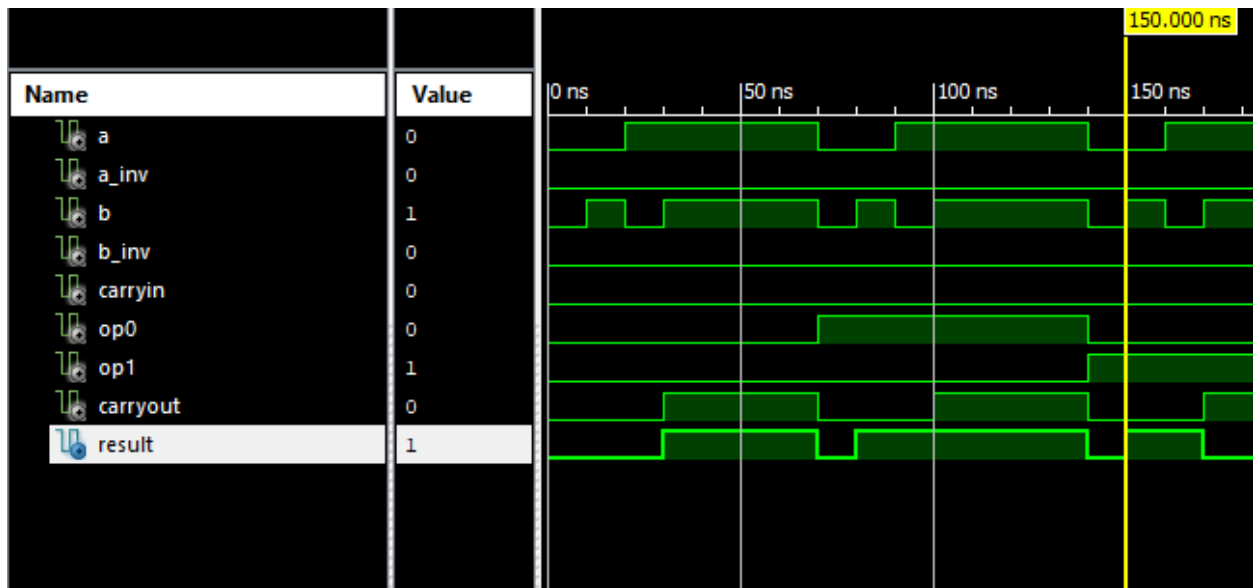 150.000 ns
Name Value 0 ns 50 ns 100 ns 150 ns
a 0
a_inv 0
b 1
b_inv 0
carryin 0
op0 0
op1 1
carryout 0
result 1